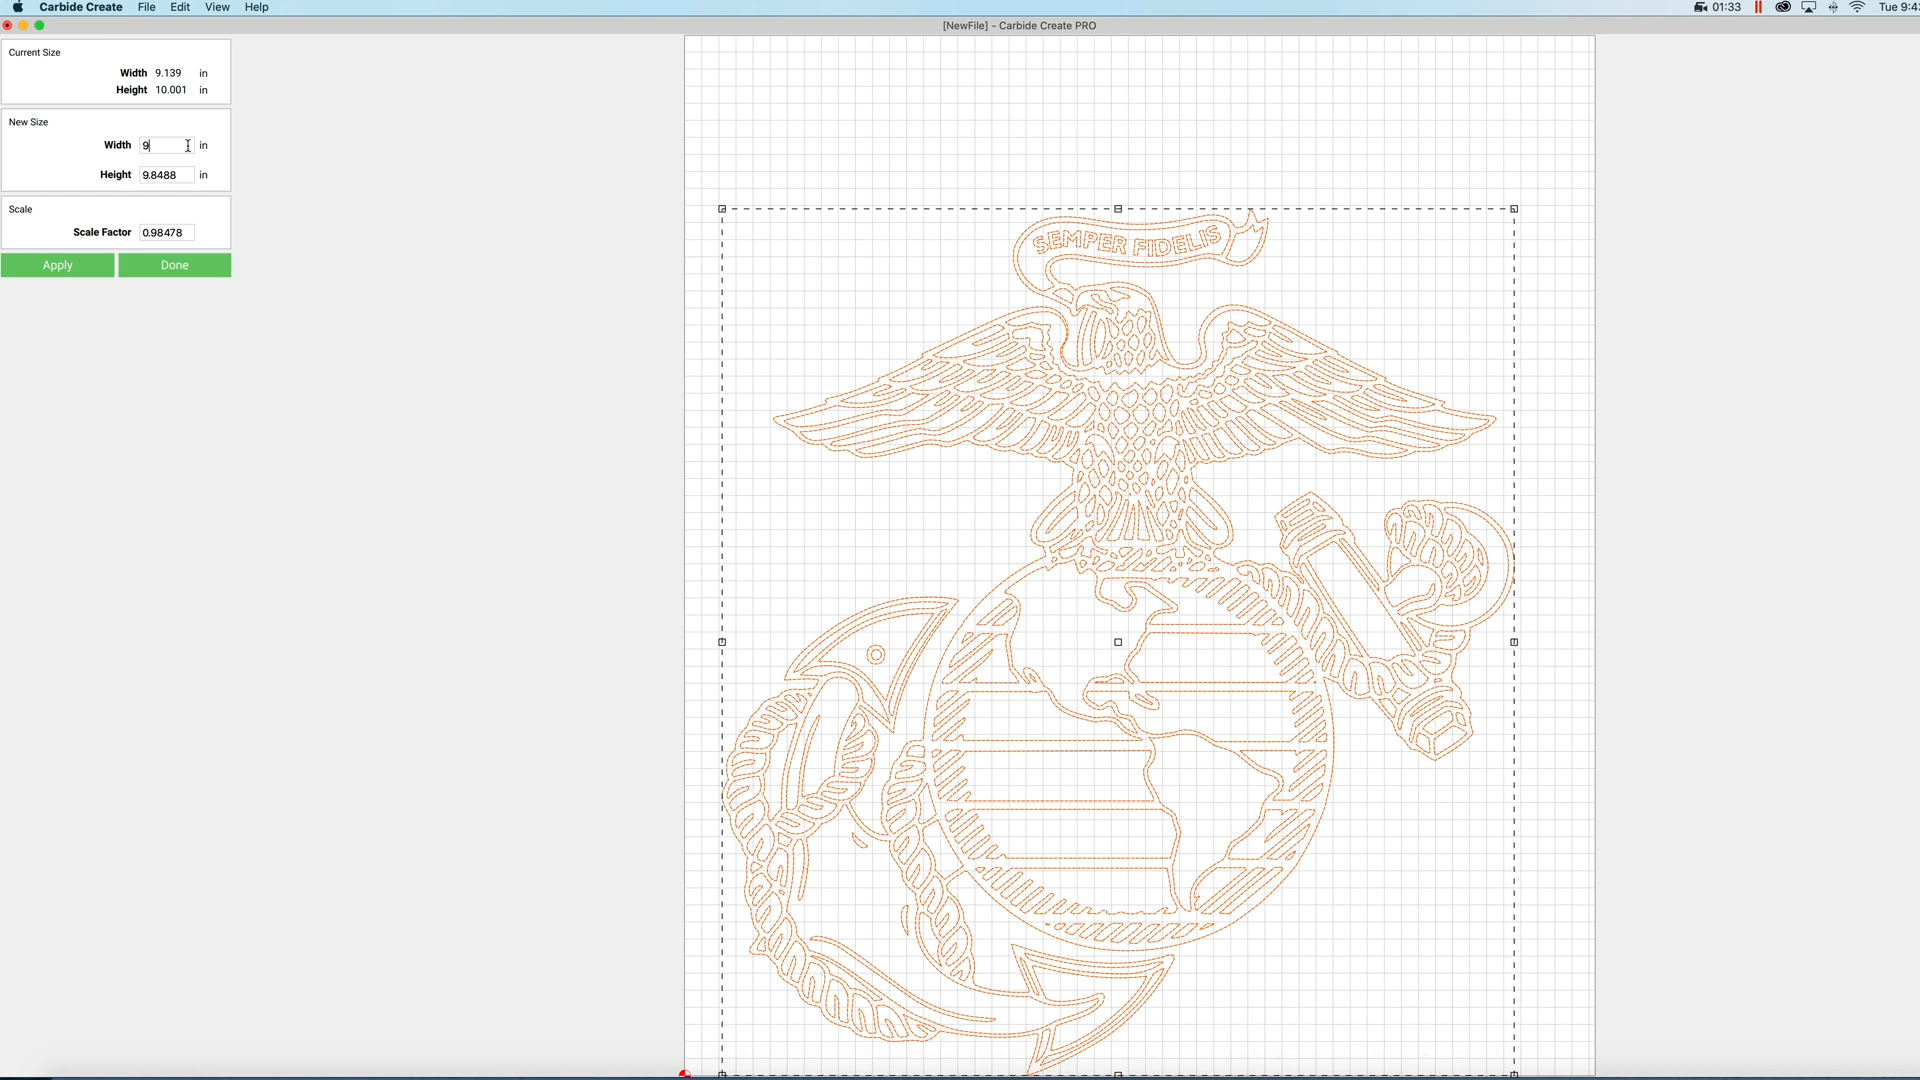 Carbide Create File Edit View Help 01:33 Tue 9:4
[NewFile] - Carbide Create PRO
Current Size
Width 9.139 in
Height 10.001 in
New Size
Width 9 in
Height 9.8488 in
Scale
Scale Factor 0.98478
Apply Done
SEMPER FIDELIS